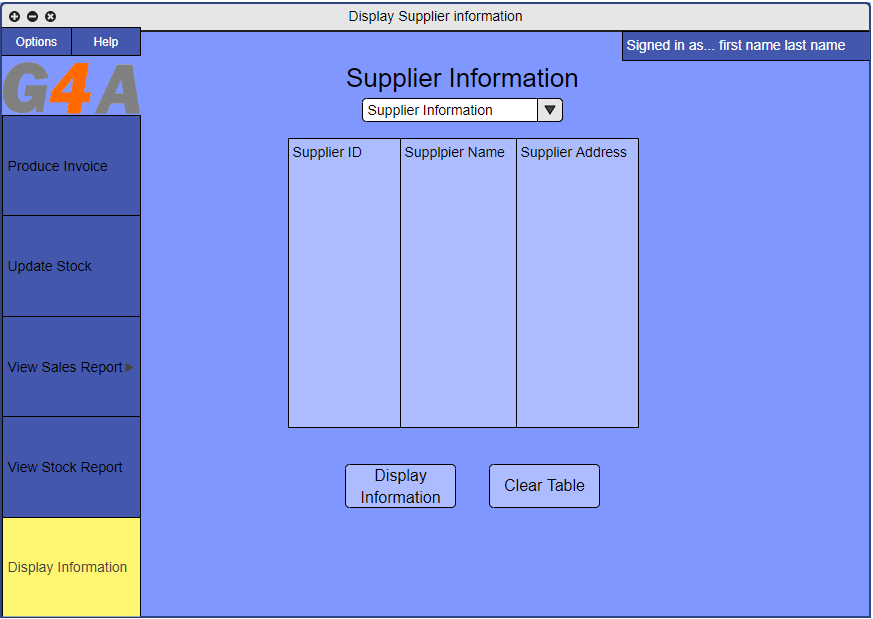 Display Supplier information
Options
Help
Signed in as... first name last name
G4A
Supplier Information
Supplier Information
Produce Invoice
Update Stock
View Sales Report
View Stock Report
Display Information
Supplier ID
Supplpier Name
Supplier Address
Display
Information
Clear Table